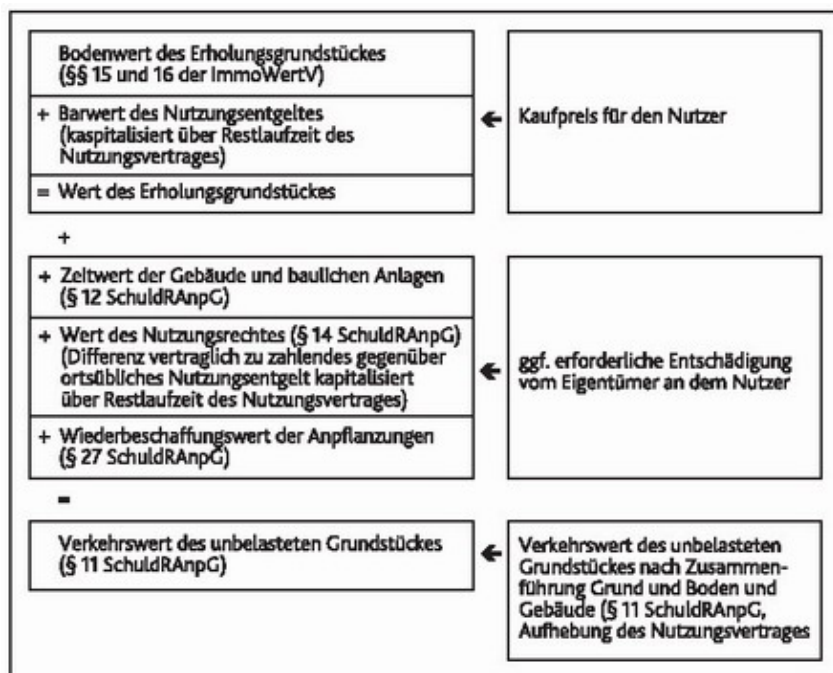 Bodenwert des Erholungsgrundstückes
(§§ 15 und 16 der ImmoWertV)
+ Barwert des Nutzungsentgeltes
(kaspitalisiert über Restlaufzeit des
Nutzungsvertrages)
= Wert des Erholungsgrundstückes
← Kaufpreis für den Nutzer
+
+ Zeitwert der Gebäude und baulichen Anlagen
(§ 12 SchuldRAnpG)
+ Wert des Nutzungsrechtes (§ 14 SchuldRAnpG)
(Differenz vertraglich zu zahlendes gegenüber
ortsübliches Nutzungsentgelt kapitalisiert
über Restlaufzeit des Nutzungsvertrages)
+ Wiederbeschaffungswert der Anpflanzungen
(§ 27 SchuldRAnpG)
← ggf. erforderliche Entschädigung
vom Eigentümer an dem Nutzer
=
Verkehrswert des unbelasteten Grundstückes
(§ 11 SchuldRAnpG)
← Verkehrswert des unbelasteten
Grundstückes nach Zusammen-
führung Grund und Boden und
Gebäude (§ 11 SchuldRAnpG,
Aufhebung des Nutzungsvertrages